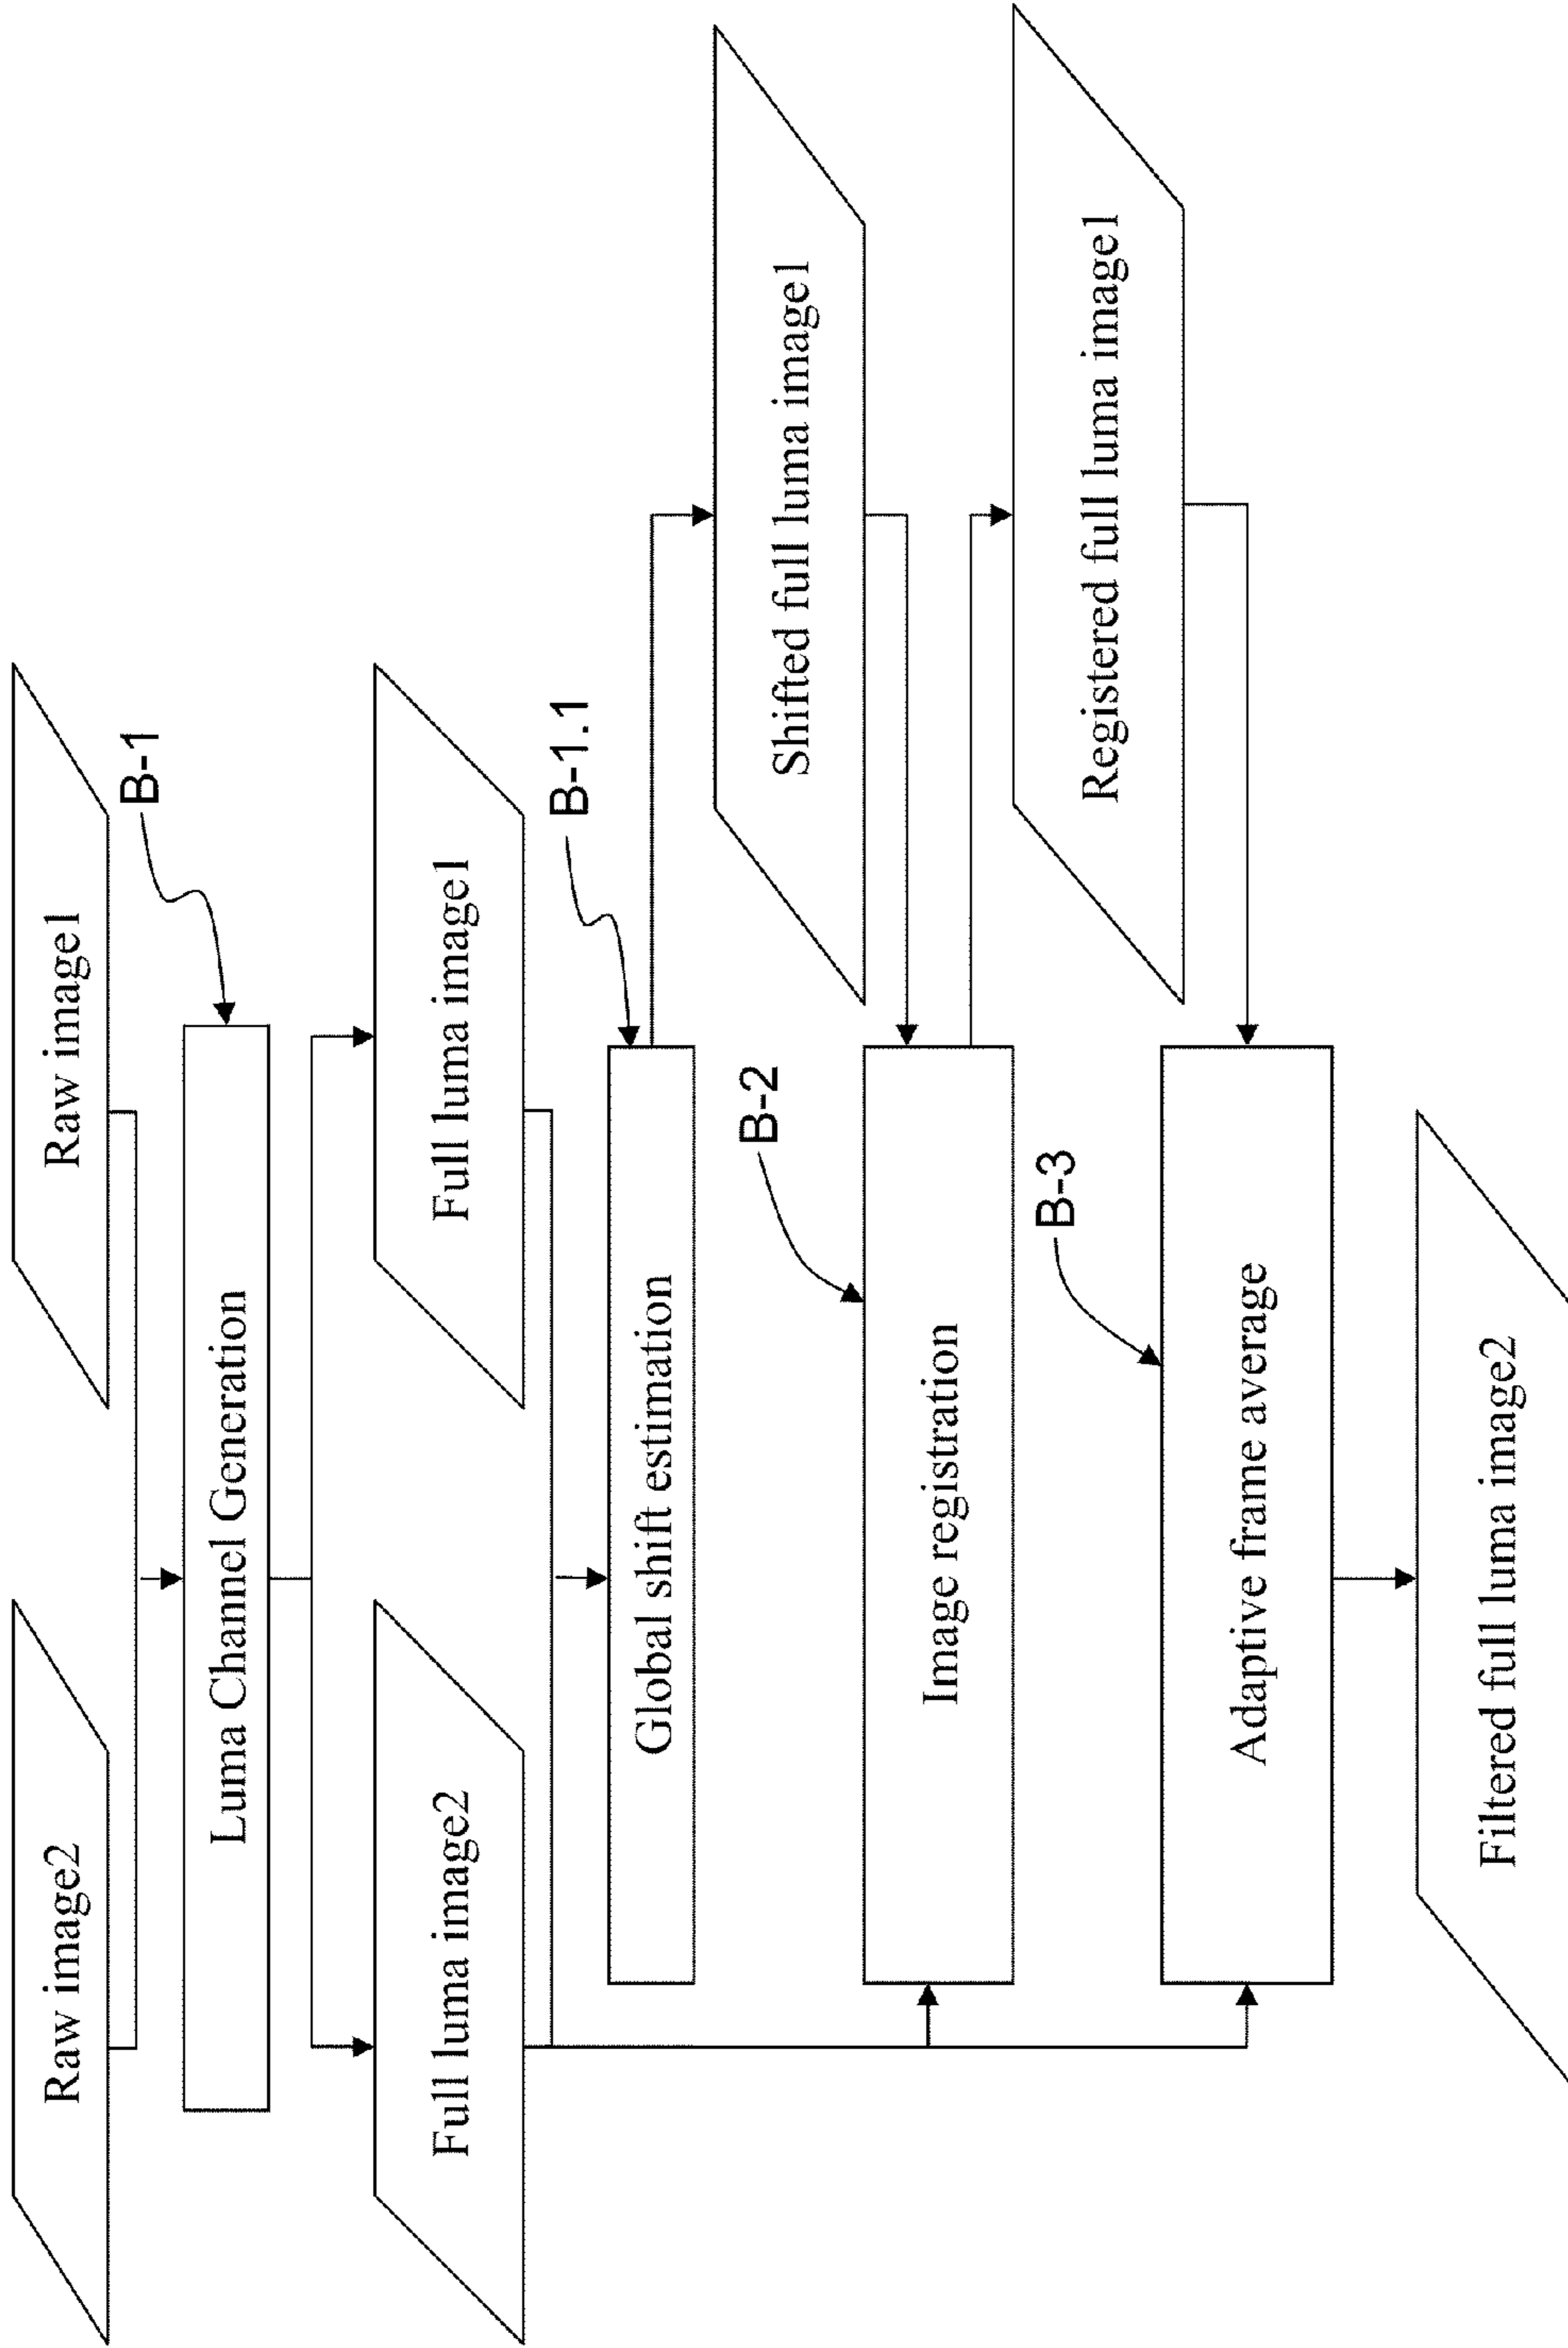 Raw image2
Raw image1
B-1
Luma Channel Generation
Full luma image2
Full luma image1
B-1.1
Global shift estimation
Shifted full luma image1
B-2
Image registration
Registered full luma image1
B-3
Adaptive frame average
Filtered full luma image2